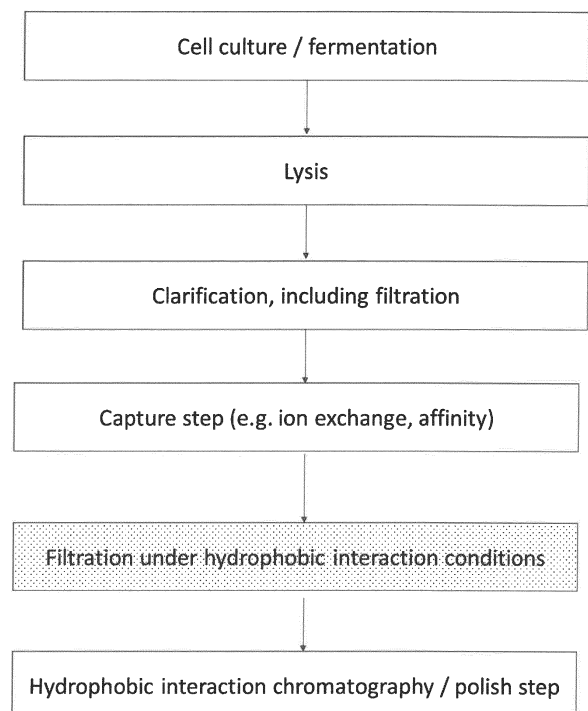 Cell culture / fermentation
Lysis
Clarification, including filtration
Capture step (e.g. ion exchange, affinity)
Filtration under hydrophobic interaction conditions
Hydrophobic interaction chromatography / polish step